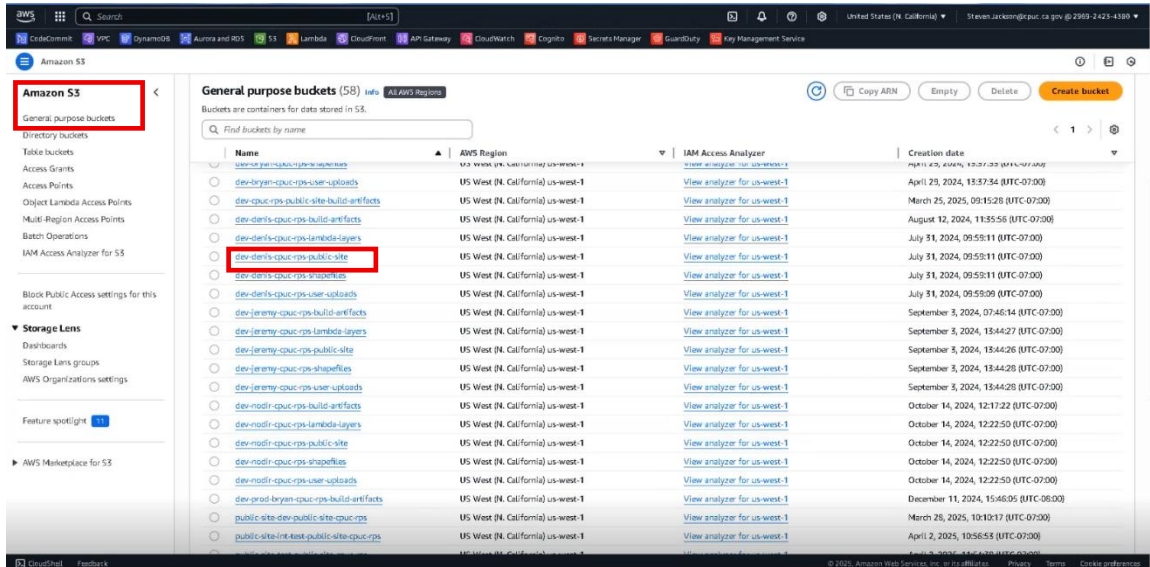 aws Search [Alt+S] United States (N. California) ▼ Steven.Jackson@cpuc.ca.gov @ 2969-2423-4380 ▼
CodeCommit VPC DynamoDB Aurora and RDS S3 Lambda CloudFront API Gateway CloudWatch Cognito Secrets Manager GuardDuty Key Management Service
Amazon S3
Amazon S3
General purpose buckets
Directory buckets
Table buckets
Access Grants
Access Points
Object Lambda Access Points
Multi-Region Access Points
Batch Operations
IAM Access Analyzer for S3
Block Public Access settings for this
account
Storage Lens
Dashboards
Storage Lens groups
AWS Organizations settings
Feature spotlight 11
AWS Marketplace for S3
General purpose buckets (58) Info All AWS Regions Copy ARN Empty Delete Create bucket
Buckets are containers for data stored in S3.
Find buckets by name 1
Name AWS Region IAM Access Analyzer Creation date
dev-bryan-cpuc-rps-shapefiles US West (N. California) us-west-1 View analyzer for us-west-1
dev-bryan-cpuc-rps-user-uploads US West (N. California) us-west-1 View analyzer for us-west-1 April 29, 2024, 13:37:34 (UTC-07:00)
dev-cpuc-rps-public-site-build-artifacts US West (N. California) us-west-1 View analyzer for us-west-1 March 25, 2025, 09:15:28 (UTC-07:00)
dev-denis-cpuc-rps-build-artifacts US West (N. California) us-west-1 View analyzer for us-west-1 August 12, 2024, 11:35:56 (UTC-07:00)
dev-denis-cpuc-rps-lambda-layers US West (N. California) us-west-1 View analyzer for us-west-1 July 31, 2024, 09:59:11 (UTC-07:00)
dev-denis-cpuc-rps-public-site US West (N. California) us-west-1 View analyzer for us-west-1 July 31, 2024, 09:59:11 (UTC-07:00)
dev-denis-cpuc-rps-shapefiles US West (N. California) us-west-1 View analyzer for us-west-1 July 31, 2024, 09:59:11 (UTC-07:00)
dev-denis-cpuc-rps-user-uploads US West (N. California) us-west-1 View analyzer for us-west-1 July 31, 2024, 09:59:09 (UTC-07:00)
dev-jeremy-cpuc-rps-build-artifacts US West (N. California) us-west-1 View analyzer for us-west-1 September 3, 2024, 07:46:14 (UTC-07:00)
dev-jeremy-cpuc-rps-lambda-layers US West (N. California) us-west-1 View analyzer for us-west-1 September 3, 2024, 13:44:27 (UTC-07:00)
dev-jeremy-cpuc-rps-public-site US West (N. California) us-west-1 View analyzer for us-west-1 September 3, 2024, 13:44:26 (UTC-07:00)
dev-jeremy-cpuc-rps-shapefiles US West (N. California) us-west-1 View analyzer for us-west-1 September 3, 2024, 13:44:28 (UTC-07:00)
dev-jeremy-cpuc-rps-user-uploads US West (N. California) us-west-1 View analyzer for us-west-1 September 3, 2024, 13:44:28 (UTC-07:00)
dev-nodir-cpuc-rps-build-artifacts US West (N. California) us-west-1 View analyzer for us-west-1 October 14, 2024, 12:17:22 (UTC-07:00)
dev-nodir-cpuc-rps-lambda-layers US West (N. California) us-west-1 View analyzer for us-west-1 October 14, 2024, 12:22:50 (UTC-07:00)
dev-nodir-cpuc-rps-public-site US West (N. California) us-west-1 View analyzer for us-west-1 October 14, 2024, 12:22:50 (UTC-07:00)
dev-nodir-cpuc-rps-shapefiles US West (N. California) us-west-1 View analyzer for us-west-1 October 14, 2024, 12:22:50 (UTC-07:00)
dev-nodir-cpuc-rps-user-uploads US West (N. California) us-west-1 View analyzer for us-west-1 October 14, 2024, 12:22:50 (UTC-07:00)
dev-prod-bryan-cpuc-rps-build-artifacts US West (N. California) us-west-1 View analyzer for us-west-1 December 11, 2024, 15:46:05 (UTC-08:00)
public-site-dev-public-site-cpuc-rps US West (N. California) us-west-1 View analyzer for us-west-1 March 28, 2025, 10:10:17 (UTC-07:00)
public-site-int-test-public-site-cpuc-rps US West (N. California) us-west-1 View analyzer for us-west-1 April 2, 2025, 10:56:53 (UTC-07:00)
CloudShell Feedback © 2025, Amazon Web Services, Inc. or its affiliates. Privacy Terms Cookie preferences